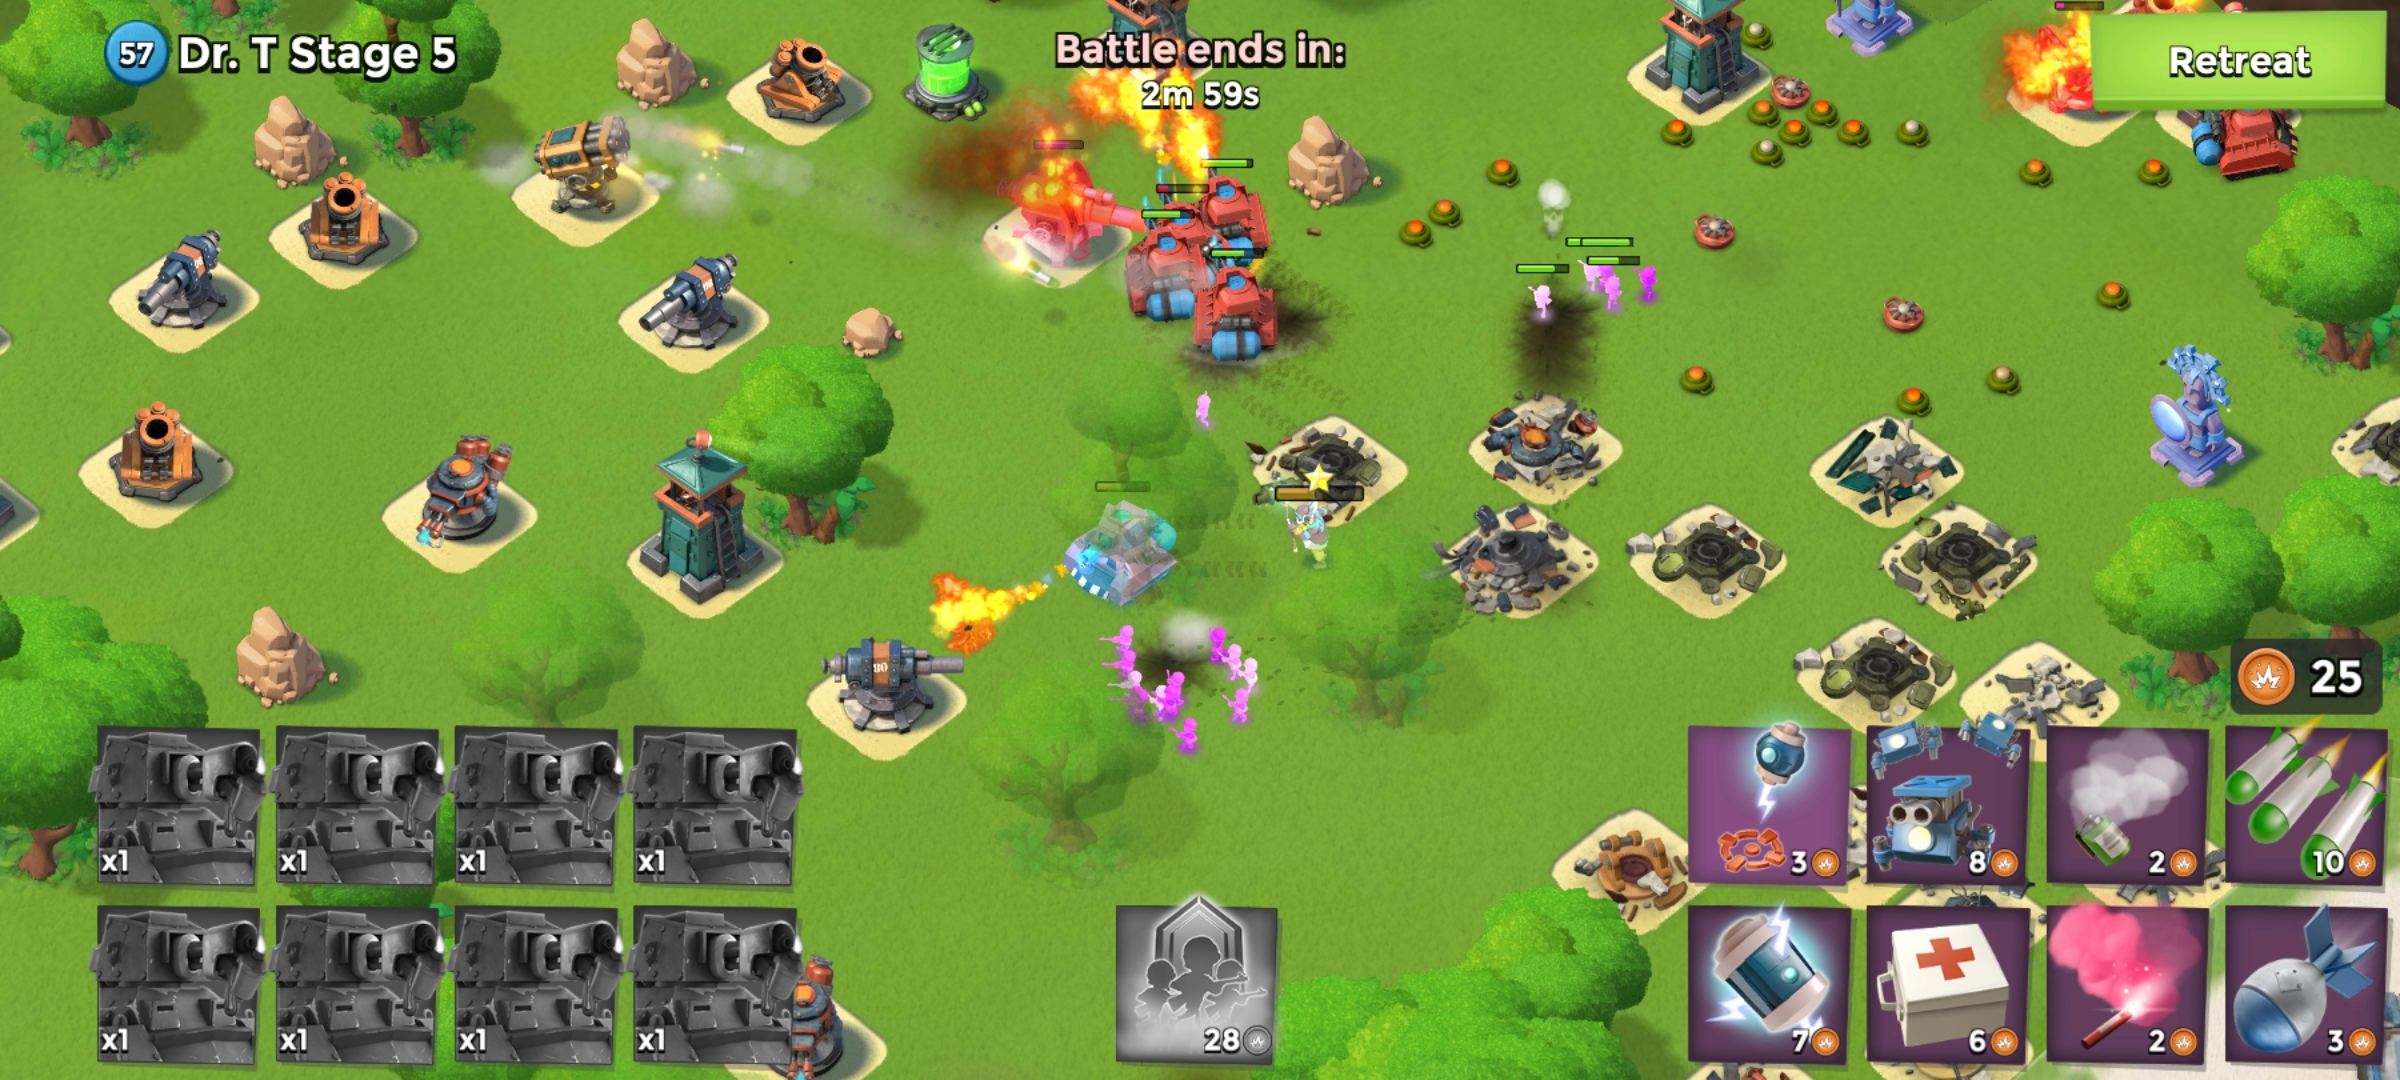 57 Dr. T Stage 5
Battle ends in:
2m 59s
Retreat
25
x1 x1 x1 x1
3 8 2 10
x1 x1 x1 x1
28
7 6 2 3